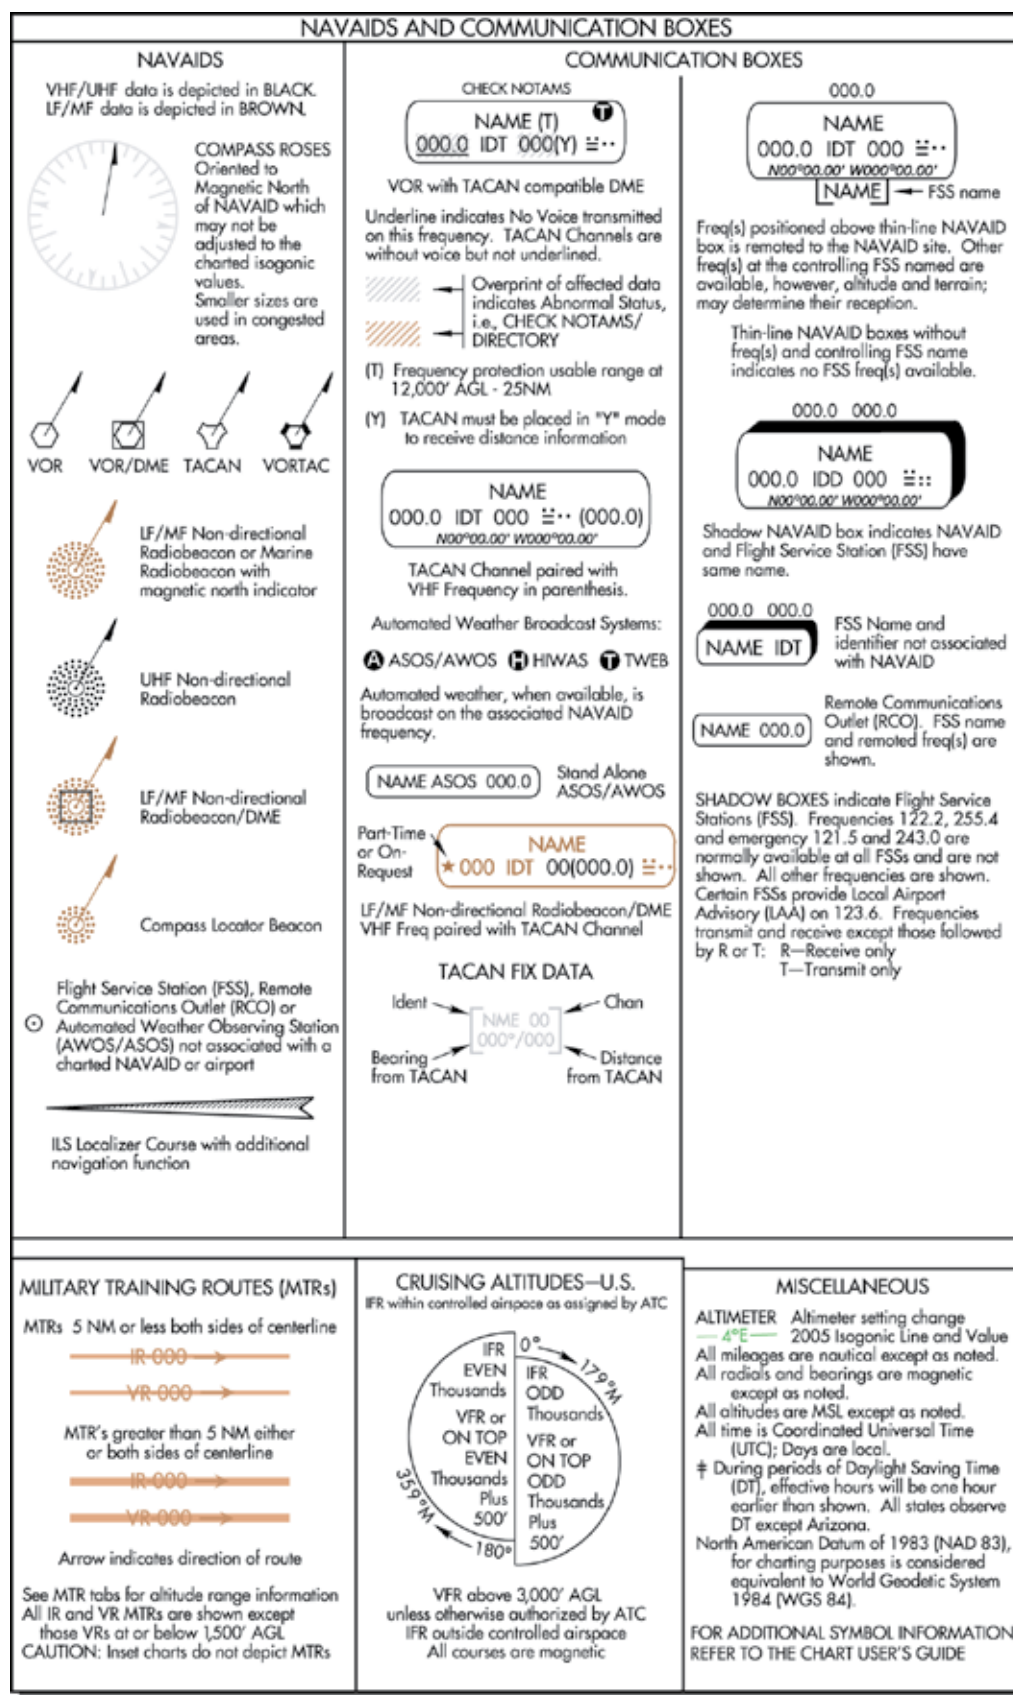 NAVAIDS AND COMMUNICATION BOXES
NAVAIDS
VHF/UHF data is depicted in BLACK.
LF/MF data is depicted in BROWN.
COMPASS ROSES
Oriented to
Magnetic North
of NAVAID which
may not be
adjusted to the
charted isogonic
values.
Smaller sizes are
used in congested
areas.
VOR VOR/DME TACAN VORTAC
LF/MF Non-directional
Radiobeacon or Marine
Radiobeacon with
magnetic north indicator
UHF Non-directional
Radiobeacon
LF/MF Non-directional
Radiobeacon/DME
Compass Locator Beacon
Flight Service Station (FSS), Remote
Communications Outlet (RCO) or
Automated Weather Observing Station
(AWOS/ASOS) not associated with a
charted NAVAID or airport
ILS Localizer Course with additional
navigation function
COMMUNICATION BOXES
CHECK NOTAMS
T
NAME (T)
000.0 IDT 000(Y)
VOR with TACAN compatible DME
Underline indicates No Voice transmitted
on this frequency. TACAN Channels are
without voice but not underlined.
Overprint of affected data
indicates Abnormal Status,
i.e., CHECK NOTAMS/
DIRECTORY
(T) Frequency protection usable range at
12,000' AGL - 25NM
(Y) TACAN must be placed in "Y" mode
to receive distance information
NAME
000.0 IDT 000 (000.0)
N00°00.00' W000°00.00'
TACAN Channel paired with
VHF Frequency in parenthesis.
Automated Weather Broadcast Systems:
A ASOS/AWOS H HIWAS T TWEB
Automated weather, when available, is
broadcast on the associated NAVAID
frequency.
NAME ASOS 000.0
Stand Alone
ASOS/AWOS
Part-Time
or On-
Request
NAME
★ 000 IDT 00(000.0)
LF/MF Non-directional Radiobeacon/DME
VHF Freq paired with TACAN Channel
TACAN FIX DATA
Ident
Chan
NME 00
000°/000
Bearing
from TACAN
Distance
from TACAN
000.0
NAME
000.0 IDT 000
N00°00.00' W000°00.00'
NAME
FSS name
Freq(s) positioned above thin-line NAVAID
box is remoted to the NAVAID site. Other
freq(s) at the controlling FSS named are
available, however, altitude and terrain;
may determine their reception.
Thin-line NAVAID boxes without
freq(s) and controlling FSS name
indicates no FSS freq(s) available.
000.0 000.0
NAME
000.0 IDD 000
N00°00.00' W000°00.00'
Shadow NAVAID box indicates NAVAID
and Flight Service Station (FSS) have
same name.
000.0 000.0
NAME IDT
FSS Name and
identifier not associated
with NAVAID
NAME 000.0
Remote Communications
Outlet (RCO). FSS name
and remoted freq(s) are
shown.
SHADOW BOXES indicate Flight Service
Stations (FSS). Frequencies 122.2, 255.4
and emergency 121.5 and 243.0 are
normally available at all FSSs and are not
shown. All other frequencies are shown.
Certain FSSs provide Local Airport
Advisory (LAA) on 123.6. Frequencies
transmit and receive except those followed
by R or T: R—Receive only
T—Transmit only
MILITARY TRAINING ROUTES (MTRs)
MTRs 5 NM or less both sides of centerline
IR-000
VR-000
MTR's greater than 5 NM either
or both sides of centerline
IR-000
VR-000
Arrow indicates direction of route
See MTR tabs for altitude range information
All IR and VR MTRs are shown except
those VRs at or below 1,500' AGL
CAUTION: Inset charts do not depict MTRs
CRUISING ALTITUDES—U.S.
IFR within controlled airspace as assigned by ATC
IFR
EVEN
Thousands
VFR or
ON TOP
EVEN
Thousands
Plus
500'
359°M
180°
0°
179°M
IFR
ODD
Thousands
VFR or
ON TOP
ODD
Thousands
Plus
500'
VFR above 3,000' AGL
unless otherwise authorized by ATC
IFR outside controlled airspace
All courses are magnetic
MISCELLANEOUS
ALTIMETER Altimeter setting change
4°E 2005 Isogonic Line and Value
All mileages are nautical except as noted.
All radials and bearings are magnetic
except as noted.
All altitudes are MSL except as noted.
All time is Coordinated Universal Time
(UTC); Days are local.
‡ During periods of Daylight Saving Time
(DT), effective hours will be one hour
earlier than shown. All states observe
DT except Arizona.
North American Datum of 1983 (NAD 83),
for charting purposes is considered
equivalent to World Geodetic System
1984 (WGS 84).
FOR ADDITIONAL SYMBOL INFORMATION
REFER TO THE CHART USER'S GUIDE